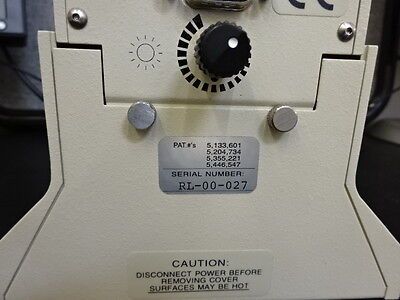 CE
PAT.#'s 5,133,601
5,204,734
5,355,221
5,446,547
SERIAL NUMBER:
RL-00-027
CAUTION:
DISCONNECT POWER BEFORE
REMOVING COVER
SURFACES MAY BE HOT